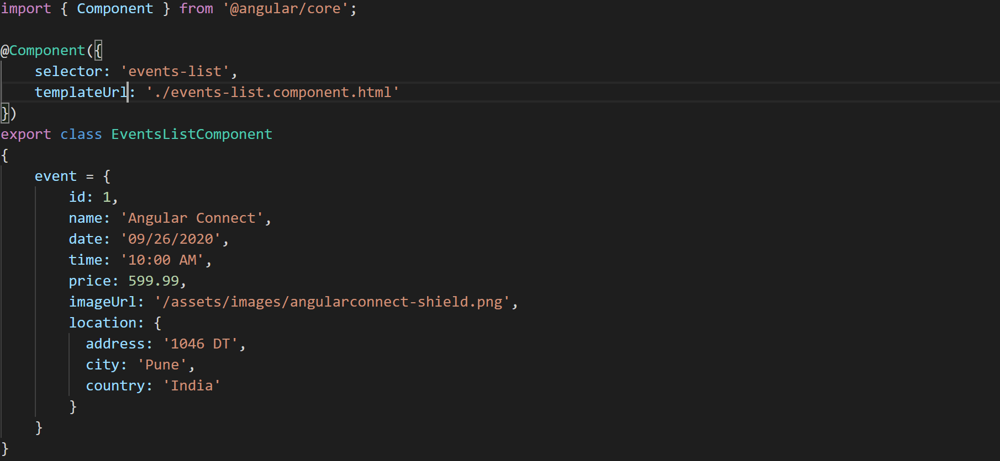 import { Component } from '@angular/core';
@Component({
selector: 'events-list',
templateUrl: './events-list.component.html'
})
export class EventsListComponent
{
event = {
id: 1,
name: 'Angular Connect',
date: '09/26/2020',
time: '10:00 AM',
price: 599.99,
imageUrl: '/assets/images/angularconnect-shield.png',
location: {
address: '1046 DT',
city: 'Pune',
country: 'India'
}
}
}